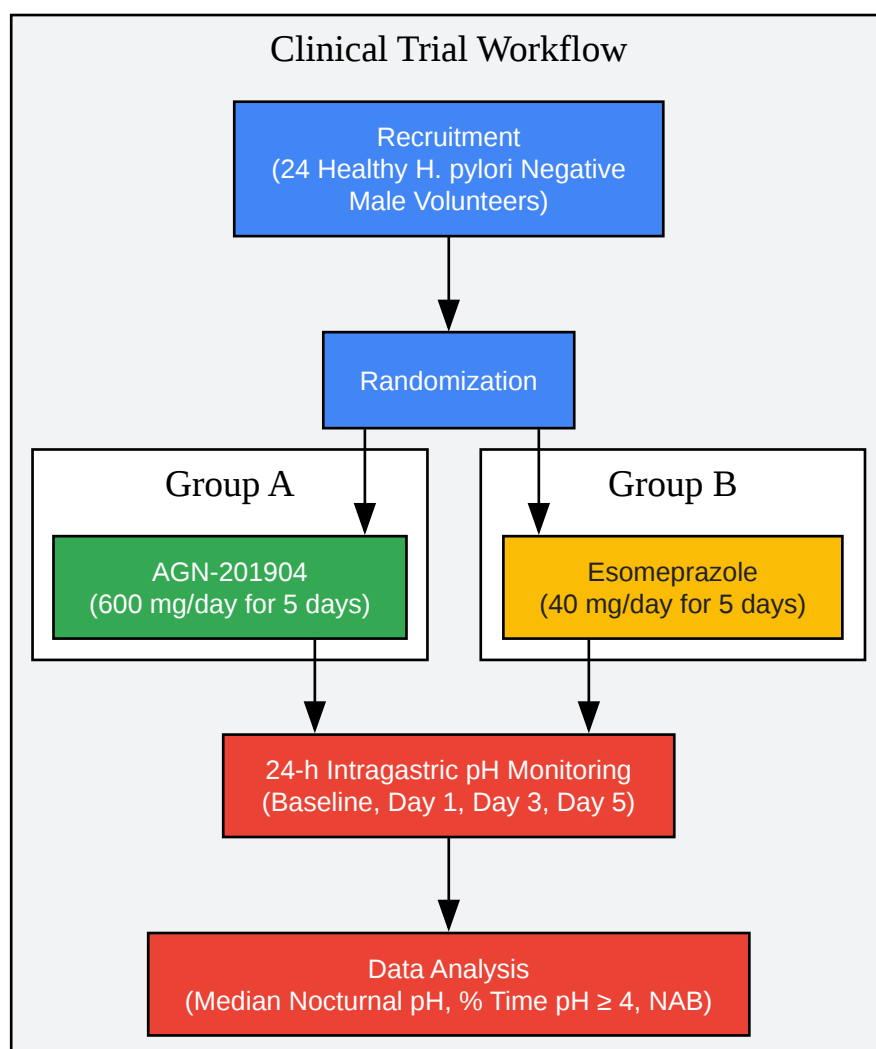 Clinical Trial Workflow
Recruitment
(24 Healthy H. pylori Negative
Male Volunteers)
Randomization
Group A
AGN-201904
(600 mg/day for 5 days)
Group B
Esomeprazole
(40 mg/day for 5 days)
24-h Intragastric pH Monitoring
(Baseline, Day 1, Day 3, Day 5)
Data Analysis
(Median Nocturnal pH, % Time pH ≥ 4, NAB)